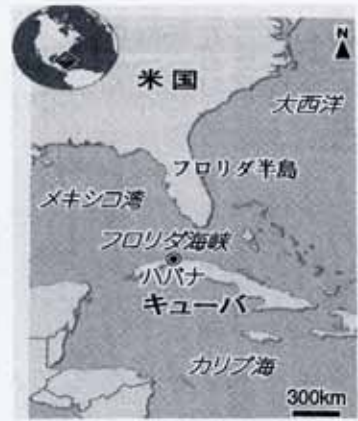 N
米国
大西洋
フロリダ半島
メキシコ湾
フロリダ海峡
ハバナ
キューバ
カリブ海
300km